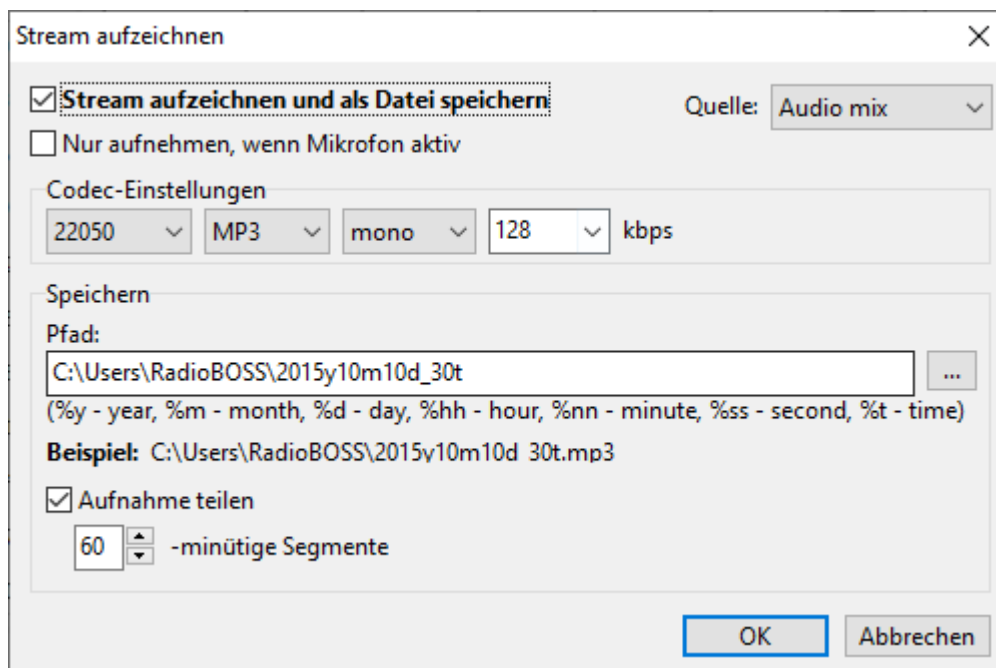 Stream aufzeichnen
Stream aufzeichnen und als Datei speichern
Quelle: Audio mix
Nur aufnehmen, wenn Mikrofon aktiv
Codec-Einstellungen
22050 MP3 mono 128 kbps
Speichern
Pfad:
C:\Users\RadioBOSS\2015y10m10d_30t
...
(%y - year, %m - month, %d - day, %hh - hour, %nn - minute, %ss - second, %t - time)
Beispiel: C:\Users\RadioBOSS\2015y10m10d_30t.mp3
Aufnahme teilen
60 -minütige Segmente
OK Abbrechen